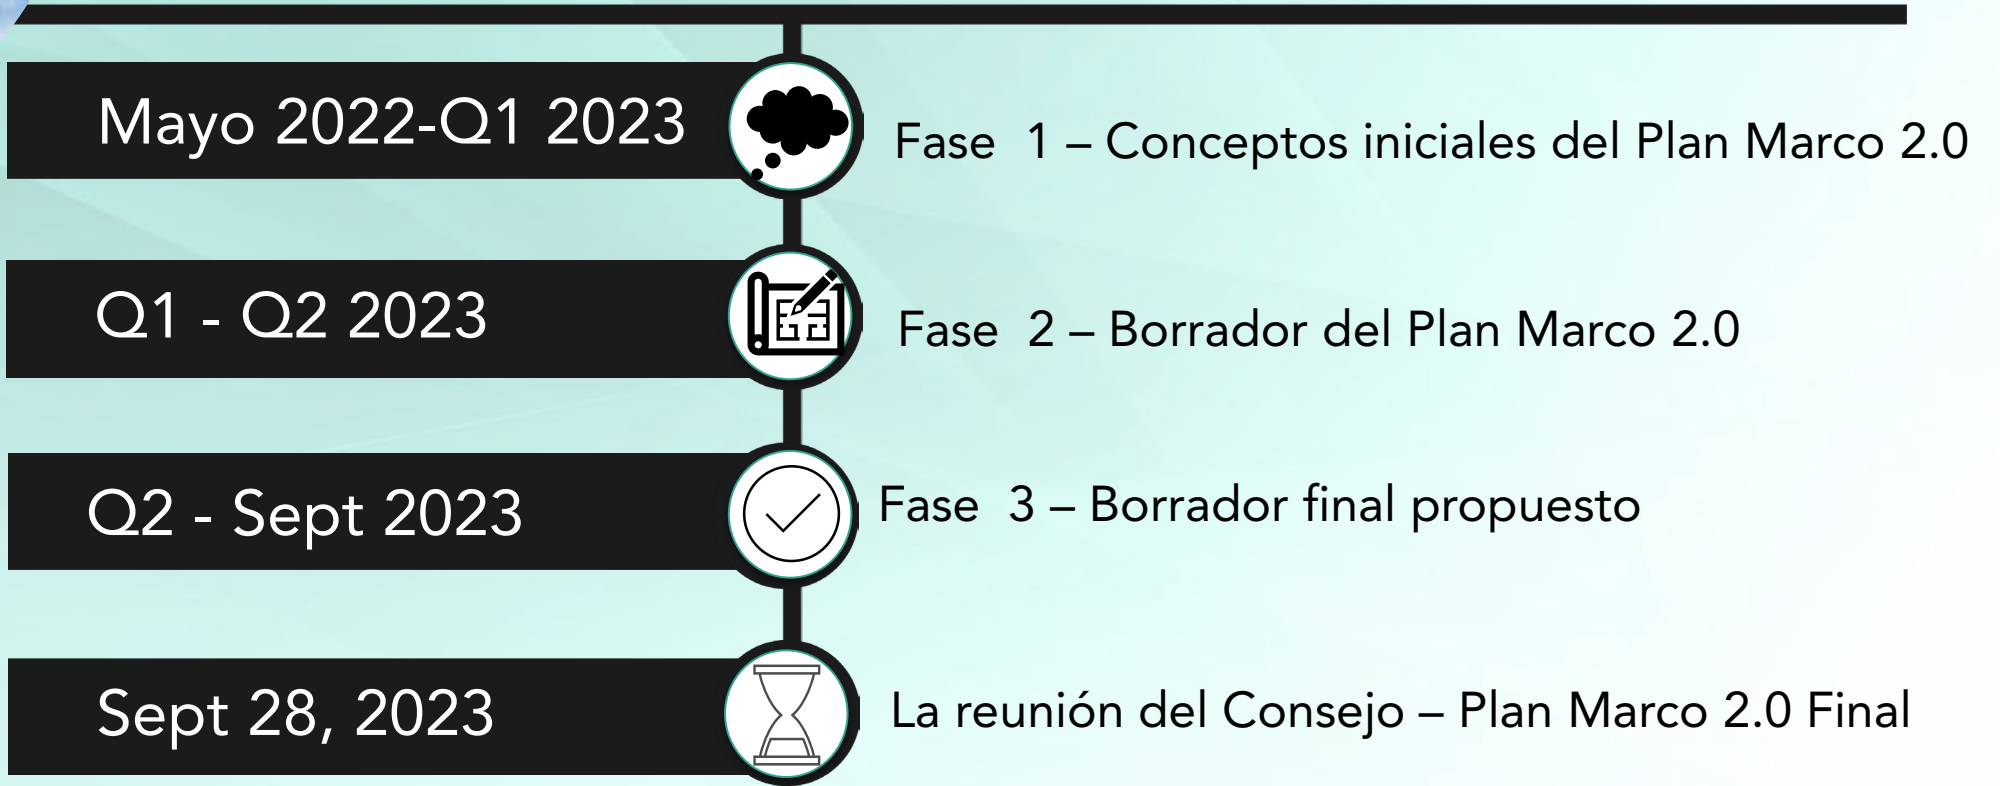 Mayo 2022-Q1 2023
Fase 1 – Conceptos iniciales del Plan Marco 2.0
Q1 - Q2 2023
Fase 2 – Borrador del Plan Marco 2.0
Q2 - Sept 2023
Fase 3 – Borrador final propuesto
Sept 28, 2023
La reunión del Consejo – Plan Marco 2.0 Final